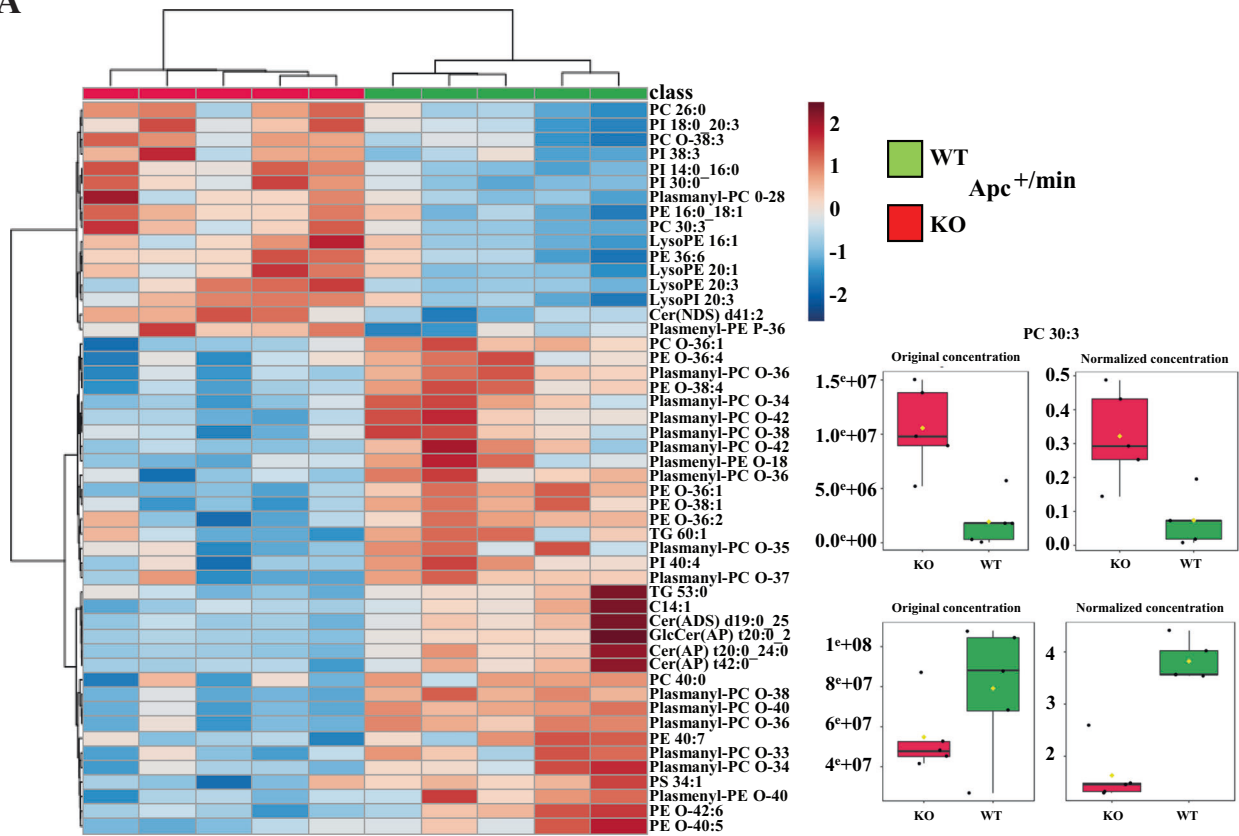 A
class
PC 26:0
PI 18:0_20:3
PC O-38:3
PI 38:3
PI 14:0_16:0
PI 30:0
Plasmanyl-PC 0-28
PE 16:0_18:1
PC 30:3
LysoPE 16:1
PE 36:6
LysoPE 20:1
LysoPE 20:3
LysoPI 20:3
Cer(NDS) d41:2
Plasmenyl-PE P-36
PC O-36:1
PE O-36:4
Plasmanyl-PC O-36
PE O-38:4
Plasmanyl-PC O-34
Plasmanyl-PC O-42
Plasmanyl-PC O-38
Plasmanyl-PC O-42
Plasmenyl-PE O-18
Plasmenyl-PC O-36
PE O-36:1
PE O-38:1
PE O-36:2
TG 60:1
Plasmanyl-PC O-35
PI 40:4
Plasmanyl-PC O-37
TG 53:0
C14:1
Cer(ADS) d19:0_25
GlcCer(AP) t20:0_2
Cer(AP) t20:0_24:0
Cer(AP) t42:0
PC 40:0
Plasmanyl-PC O-38
Plasmanyl-PC O-40
Plasmanyl-PC O-36
PE 40:7
Plasmanyl-PC O-33
Plasmanyl-PC O-34
PS 34:1
Plasmenyl-PE O-40
PE O-42:6
PE O-40:5
2
1
0
-1
-2
WT
Apc +/min
KO
PC 30:3
Original concentration
1.5e+07
1.0e+07
5.0e+06
0.0e+00
KO WT
Normalized concentration
0.5
0.4
0.3
0.2
0.1
0.0
KO WT
Original concentration
1e+08
8e+07
6e+07
4e+07
KO WT
Normalized concentration
4
3
2
KO WT